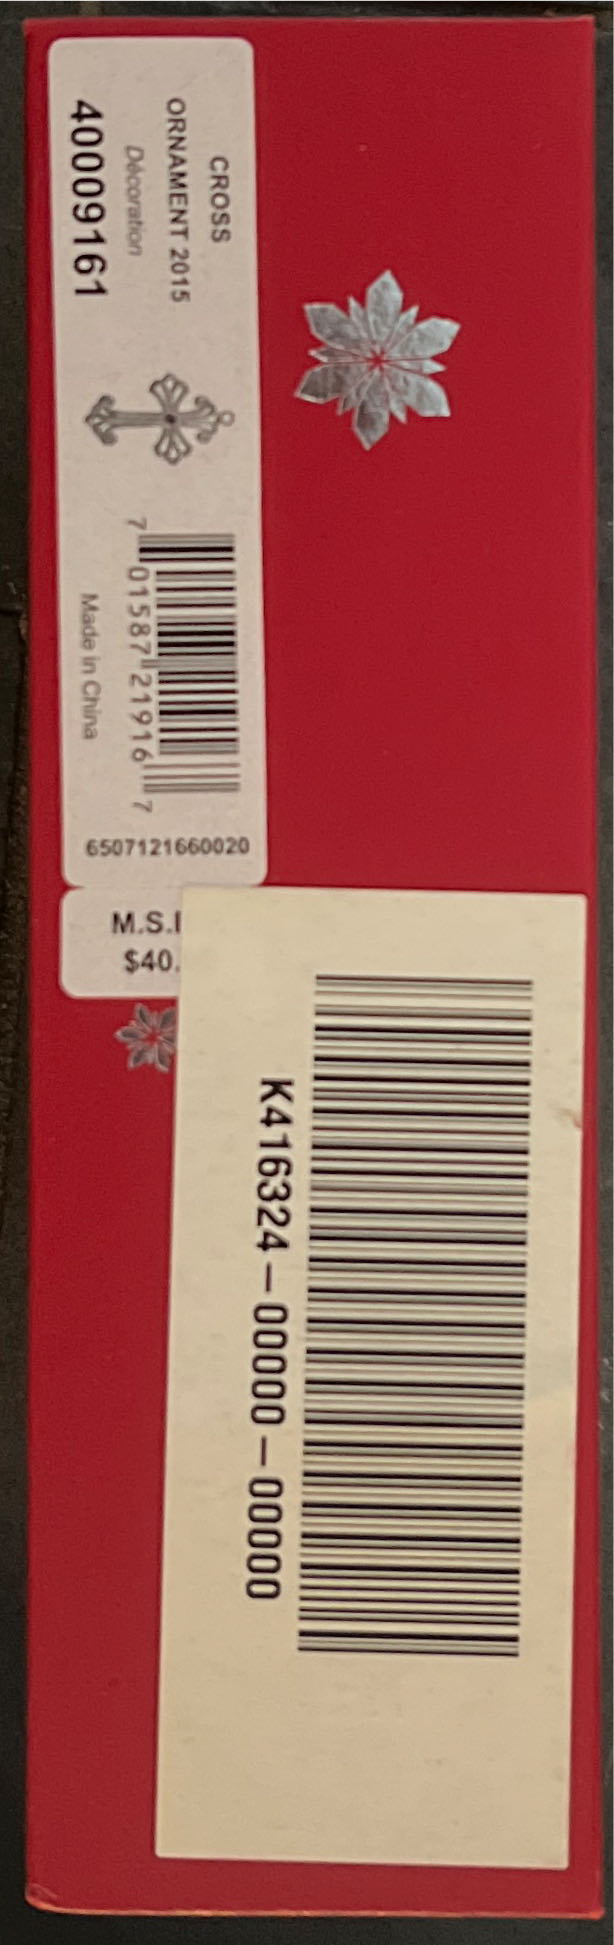 CROSS
ORNAMENT 2015
Décoration
40009161
7 01587 21916 7
Made in China
6507121660020
$40.
K416324-00000-00000